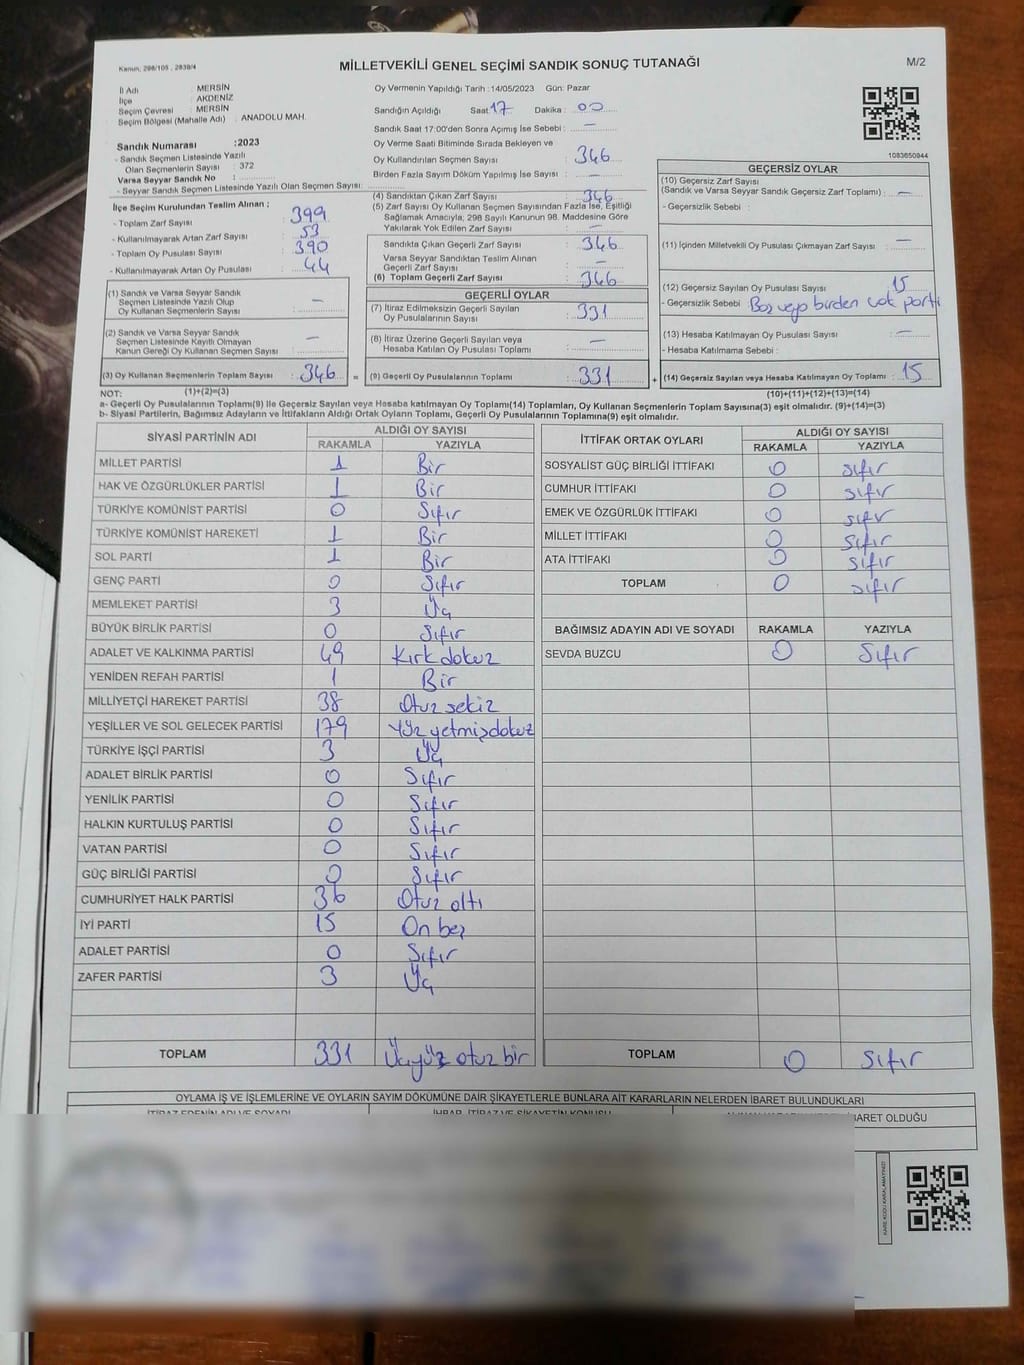 Kanun, 298/105 , 2839/4
MİLLETVEKİLİ GENEL SEÇİMİ SANDIK SONUÇ TUTANAĞI
M/2
İl Adı : MERSİN
İlçe : AKDENİZ
Seçim Çevresi : MERSİN
Seçim Bölgesi (Mahalle Adı) : ANADOLU MAH.
Sandık Numarası :2023
- Sandık Seçmen Listesinde Yazılı
Olan Seçmenlerin Sayısı : 372
Varsa Seyyar Sandık No :
- Seyyar Sandık Seçmen Listesinde Yazılı Olan Seçmen Sayısı:
Oy Vermenin Yapıldığı Tarih :14/05/2023 Gün: Pazar
Sandığın Açıldığı Saat: 17 Dakika : 00
Sandık Saat 17:00'den Sonra Açımış İse Sebebi : —
Oy Verme Saati Bitiminde Sırada Bekleyen ve
Oy Kullandırılan Seçmen Sayısı : 346
Birden Fazla Sayım Döküm Yapılmış İse Sayısı : —
1083650944
İlçe Seçim Kurulundan Teslim Alınan ;
- Toplam Zarf Sayısı : 399
- Kullanılmayarak Artan Zarf Sayısı : 53
- Toplam Oy Pusulası : 390
- Kullanılmayarak Artan Oy Pusulası : 44
(4) Sandıktan Çıkan Zarf Sayısı : 346
(5) Zarf Sayısı Oy Kullanan Seçmen Sayısından Fazla İse, Eşitliği
Sağlamak Amacıyla, 298 Sayılı Kanunun 98. Maddesine Göre
Yakılarak Yok Edilen Zarf Sayısı : —
Sandıkta Çıkan Geçerli Zarf Sayısı : 346
Varsa Seyyar Sandıktan Teslim Alınan
Geçerli Zarf Sayısı : —
(6) Toplam Geçerli Zarf Sayısı : 346
GEÇERSİZ OYLAR
(10) Geçersiz Zarf Sayısı
(Sandık ve Varsa Seyyar Sandık Geçersiz Zarf Toplamı) : —
- Geçersizlik Sebebi :
(11) İçinden Milletvekili Oy Pusulası Çıkmayan Zarf Sayısı : —
(12) Geçersiz Sayılan Oy Pusulası Sayısı : 15
- Geçersizlik Sebebi : Boş veya birden çok parti
(13) Hesaba Katılmayan Oy Pusulası Sayısı : —
- Hesaba Katılmama Sebebi :
(14) Geçersiz Sayılan veya Hesaba Katılmayan Oy Toplamı : 15
(1) Sandık ve Varsa Seyyar Sandık
Seçmen Listesinde Yazılı Olup
Oy Kullanan Seçmenlerin Sayısı : —
(2) Sandık ve Varsa Seyyar Sandık
Seçmen Listesinde Kayıtlı Olmayan
Kanun Gereği Oy Kullanan Seçmen Sayısı : —
(3) Oy Kullanan Seçmenlerin Toplam Sayısı : 346
GEÇERLİ OYLAR
(7) İtiraz Edilmeksizin Geçerli Sayılan
Oy Pusulalarının Sayısı : 331
(8) İtiraz Üzerine Geçerli Sayılan veya
Hesaba Katılan Oy Pusulası Toplamı : —
= (9) Geçerli Oy Pusulalarının Toplamı : 331 +
NOT: (1)+(2)=(3) (10)+(11)+(12)+(13)=(14)
a- Geçerli Oy Pusulalarının Toplamı(9) ile Geçersiz Sayılan veya Hesaba katılmayan Oy Toplamı(14) Toplamları, Oy Kullanan Seçmenlerin Toplam Sayısına(3) eşit olmalıdır. (9)+(14)=(3)
b- Siyasi Partilerin, Bağımsız Adayların ve İttifakların Aldığı Ortak Oyların Toplamı, Geçerli Oy Pusulalarının Toplamına(9) eşit olmalıdır.
SİYASİ PARTİNİN ADI ALDIĞI OY SAYISI
RAKAMLA YAZIYLA
MİLLET PARTİSİ 1 Bir
HAK VE ÖZGÜRLÜKLER PARTİSİ 1 Bir
TÜRKİYE KOMÜNİST PARTİSİ 0 Sıfır
TÜRKİYE KOMÜNİST HAREKETİ 1 Bir
SOL PARTİ 1 Bir
GENÇ PARTİ 0 Sıfır
MEMLEKET PARTİSİ 3 Üç
BÜYÜK BİRLİK PARTİSİ 0 Sıfır
ADALET VE KALKINMA PARTİSİ 49 Kırk dokuz
YENİDEN REFAH PARTİSİ 1 Bir
MİLLİYETÇİ HAREKET PARTİSİ 38 Otuz sekiz
YEŞİLLER VE SOL GELECEK PARTİSİ 179 Yüz yetmişdokuz
TÜRKİYE İŞÇİ PARTİSİ 3 Üç
ADALET BİRLİK PARTİSİ 0 Sıfır
YENİLİK PARTİSİ 0 Sıfır
HALKIN KURTULUŞ PARTİSİ 0 Sıfır
VATAN PARTİSİ 0 Sıfır
GÜÇ BİRLİĞİ PARTİSİ 0 Sıfır
CUMHURİYET HALK PARTİSİ 36 Otuz altı
İYİ PARTİ 15 On beş
ADALET PARTİSİ 0 Sıfır
ZAFER PARTİSİ 3 Üç
TOPLAM 331 Üçyüz otuz bir
İTTİFAK ORTAK OYLARI ALDIĞI OY SAYISI
RAKAMLA YAZIYLA
SOSYALİST GÜÇ BİRLİĞİ İTTİFAKI 0 sıfır
CUMHUR İTTİFAKI 0 sıfır
EMEK VE ÖZGÜRLÜK İTTİFAKI 0 sıfır
MİLLET İTTİFAKI 0 sıfır
ATA İTTİFAKI 0 sıfır
TOPLAM 0 sıfır
BAĞIMSIZ ADAYIN ADI VE SOYADI RAKAMLA YAZIYLA
SEVDA BUZCU 0 Sıfır
TOPLAM 0 Sıfır
OYLAMA İŞ VE İŞLEMLERİNE VE OYLARIN SAYIM DÖKÜMÜNE DAİR ŞİKAYETLERLE BUNLARA AİT KARARLARIN NELERDEN İBARET BULUNDUKLARI
İTİRAZ EDENİN ADI VE SOYADI İHBAR, İTİRAZ VE ŞİKAYETİN KONUSU İBARET OLDUĞU
KARE KODU KARALAMAYINIZ!